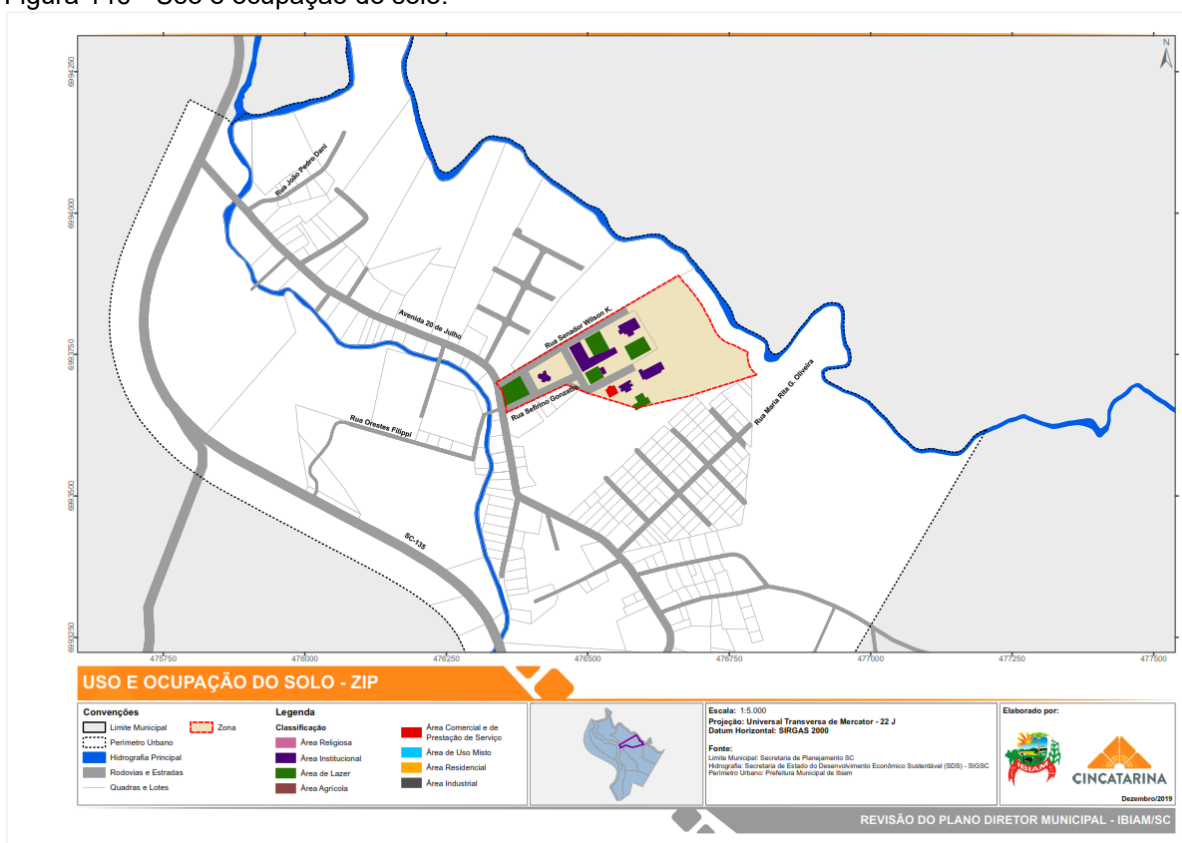 Figura 116 - Uso e ocupação do solo.
N
6994250
6994000
6993750
6993500
6993250
Rua João Pedro Dani
Avenida 20 de Julho
Rua Senador Wilson K.
Rua Sefirino Gonzatto
Rua Maria Rita G. Oliveira
Rua Orestes Filippi
SC-135
475750
476000
476250
476500
476750
477000
477250
477500
USO E OCUPAÇÃO DO SOLO - ZIP
Convenções
Limite Municipal
Zona
Perímetro Urbano
Hidrografia Principal
Rodovias e Estradas
Quadras e Lotes
Legenda
Classificação
Área Religiosa
Área Institucional
Área de Lazer
Área Agrícola
Área Comercial e de
Prestação de Serviço
Área de Uso Misto
Área Residencial
Área Industrial
Escala: 1:5.000
Projeção: Universal Transversa de Mercator - 22 J
Datum Horizontal: SIRGAS 2000
Fonte:
Limite Municipal: Secretaria de Planejamento SC
Hidrografia: Secretaria de Estado do Desenvolvimento Econômico Sustentável (SDS) - SIGSC
Perímetro Urbano: Prefeitura Municipal de Ibiam
Elaborado por:
IBIAM
CINCATARINA
Dezembro/2019
REVISÃO DO PLANO DIRETOR MUNICIPAL - IBIAM/SC